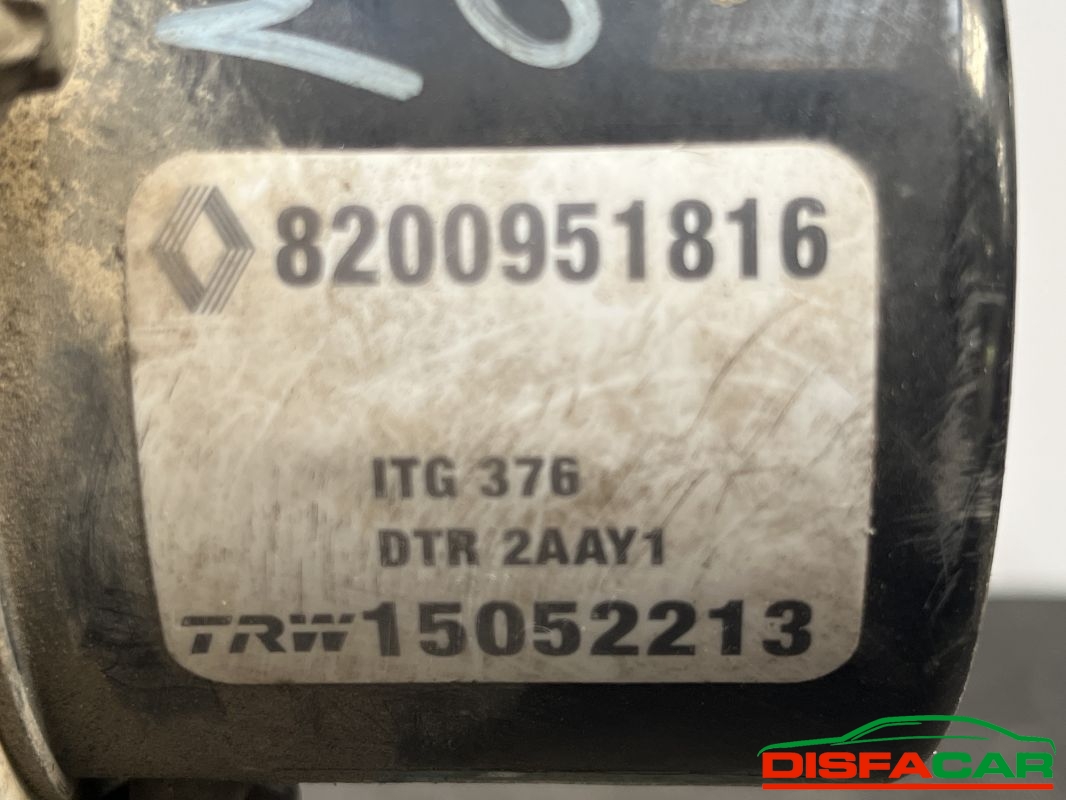 8200951816
ITG 376
DTR 2AAY1
TRW 15052213
DISFACAR